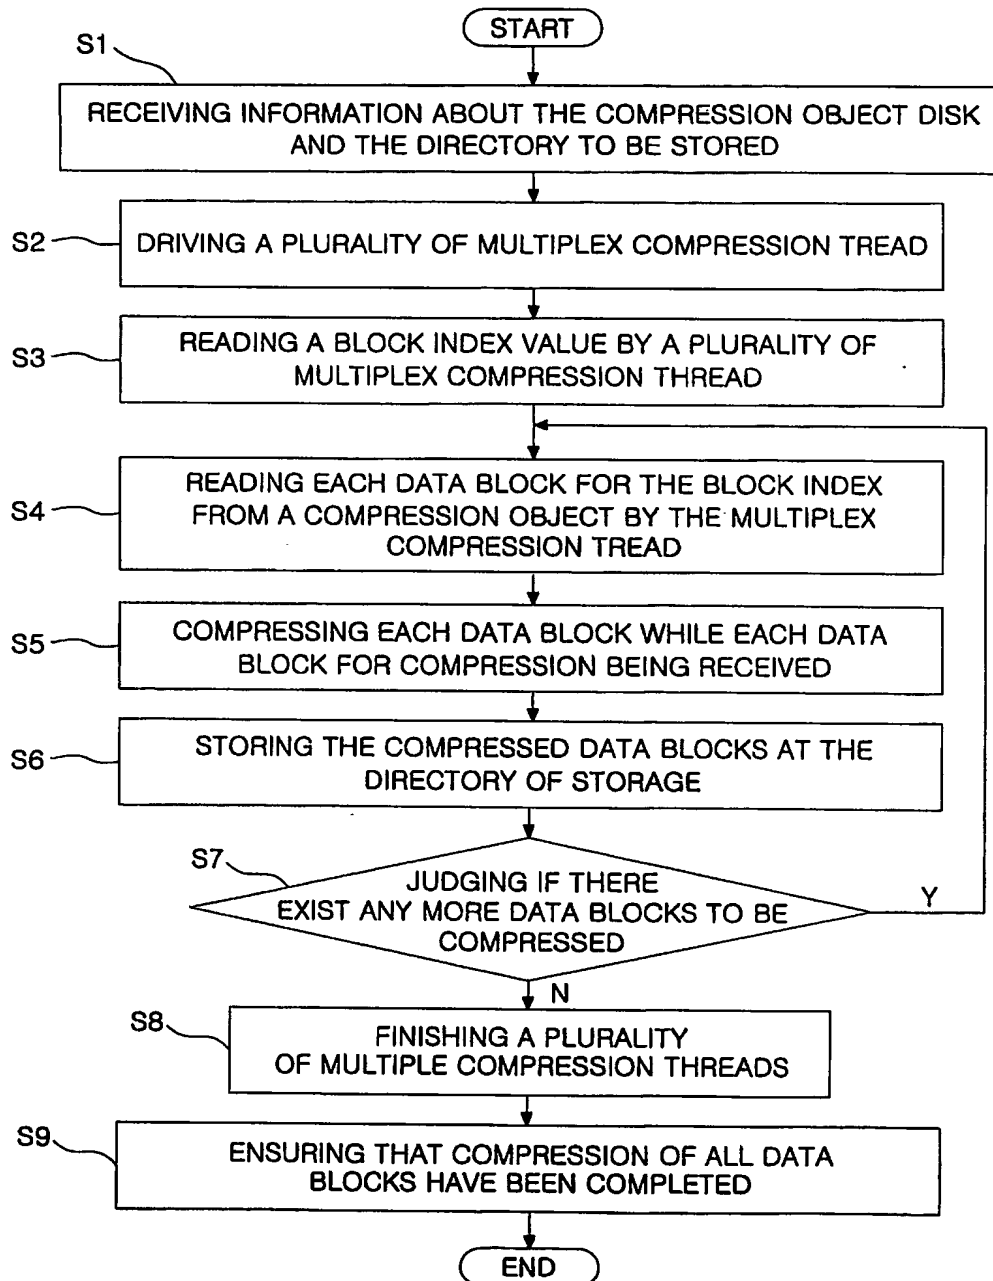 START
S1
RECEIVING INFORMATION ABOUT THE COMPRESSION OBJECT DISK
AND THE DIRECTORY TO BE STORED
S2
DRIVING A PLURALITY OF MULTIPLEX COMPRESSION TREAD
S3
READING A BLOCK INDEX VALUE BY A PLURALITY OF
MULTIPLEX COMPRESSION THREAD
S4
READING EACH DATA BLOCK FOR THE BLOCK INDEX
FROM A COMPRESSION OBJECT BY THE MULTIPLEX
COMPRESSION TREAD
S5
COMPRESSING EACH DATA BLOCK WHILE EACH DATA
BLOCK FOR COMPRESSION BEING RECEIVED
S6
STORING THE COMPRESSED DATA BLOCKS AT THE
DIRECTORY OF STORAGE
S7
JUDGING IF THERE
EXIST ANY MORE DATA BLOCKS TO BE
COMPRESSED
Y
N
S8
FINISHING A PLURALITY
OF MULTIPLE COMPRESSION THREADS
S9
ENSURING THAT COMPRESSION OF ALL DATA
BLOCKS HAVE BEEN COMPLETED
END